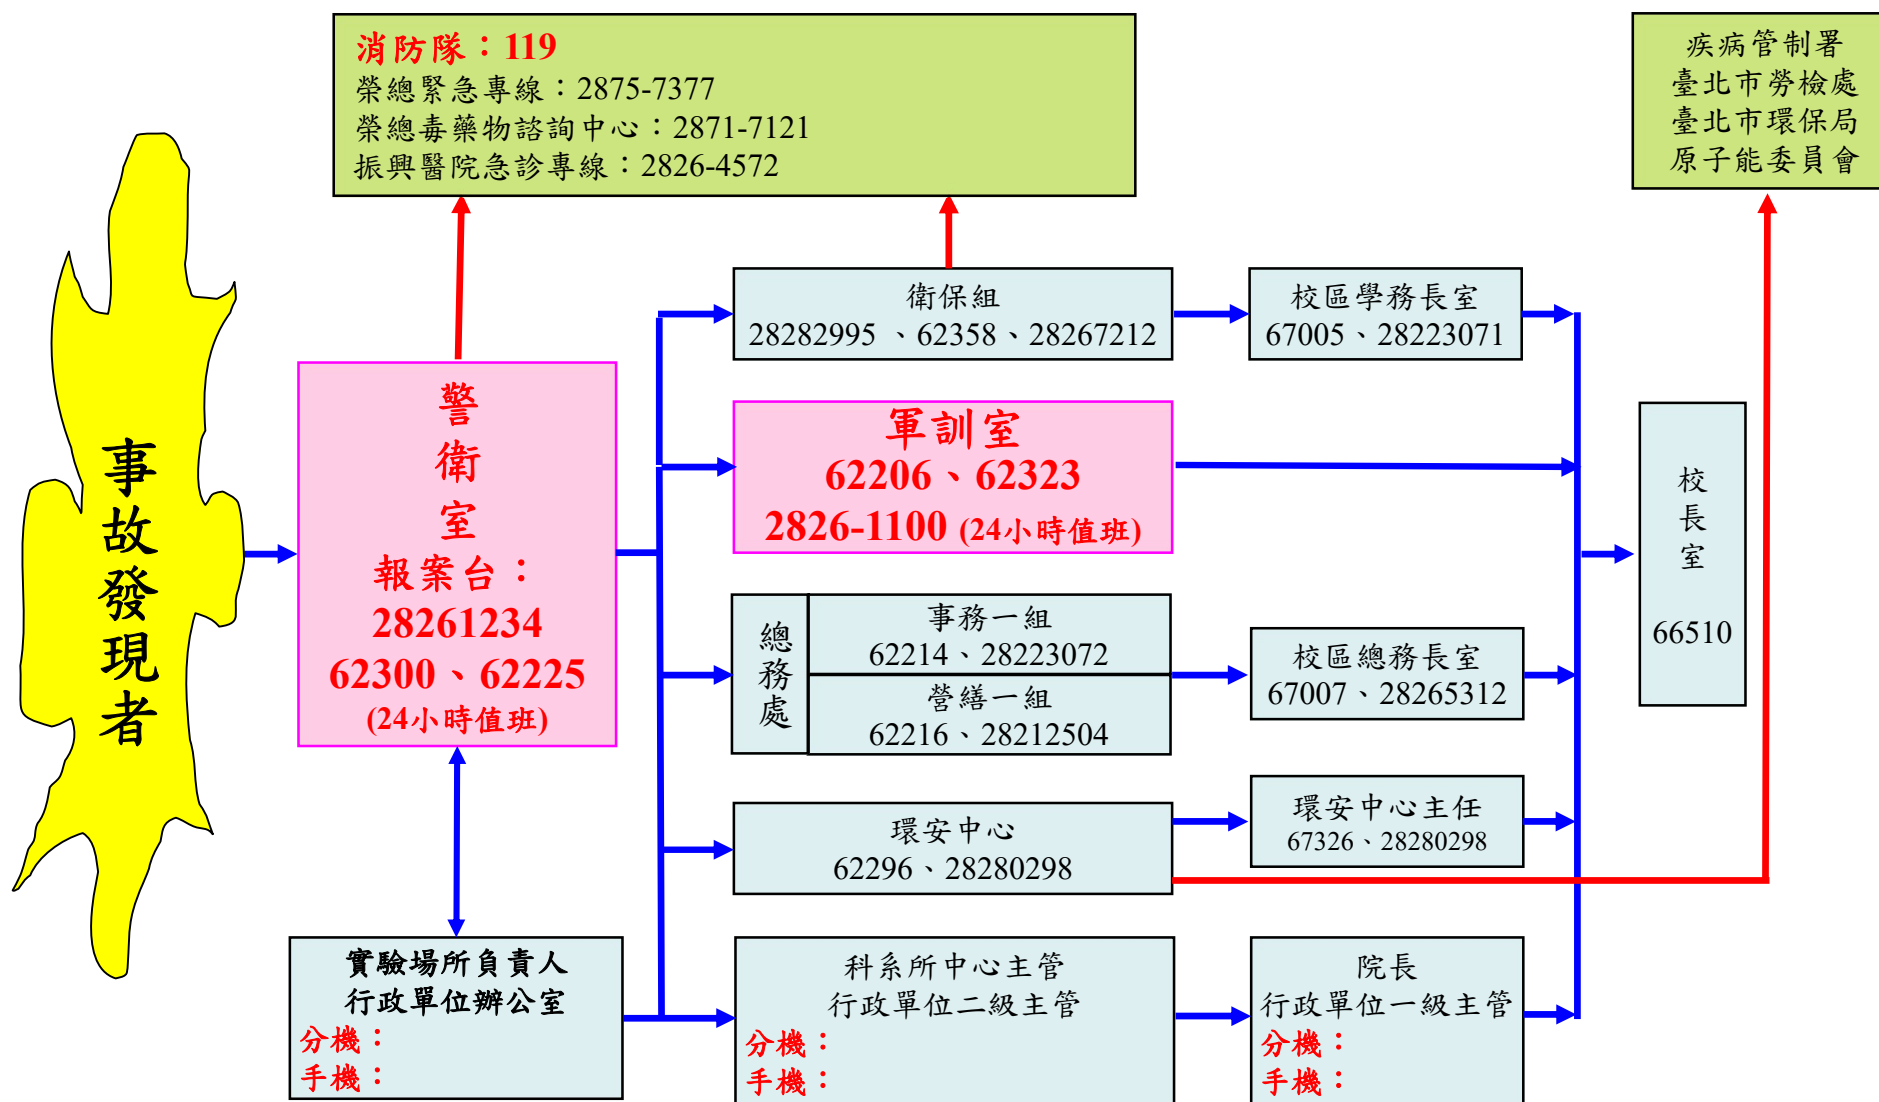 消防隊：119
榮總緊急專線：2875-7377
榮總毒藥物諮詢中心：2871-7121
振興醫院急診專線：2826-4572
疾病管制署
臺北市勞檢處
臺北市環保局
原子能委員會
事故發現者
警衛室
報案台：
28261234
62300、62225
(24小時值班)
實驗場所負責人
行政單位辦公室
分機：
手機：
衛保組
28282995 、62358、28267212
校區學務長室
67005、28223071
軍訓室
62206、62323
2826-1100 (24小時值班)
總務處
事務一組
62214、28223072
營繕一組
62216、28212504
校區總務長室
67007、28265312
環安中心
62296、28280298
環安中心主任
67326、28280298
科系所中心主管
行政單位二級主管
分機：
手機：
院長
行政單位一級主管
分機：
手機：
校長室
66510